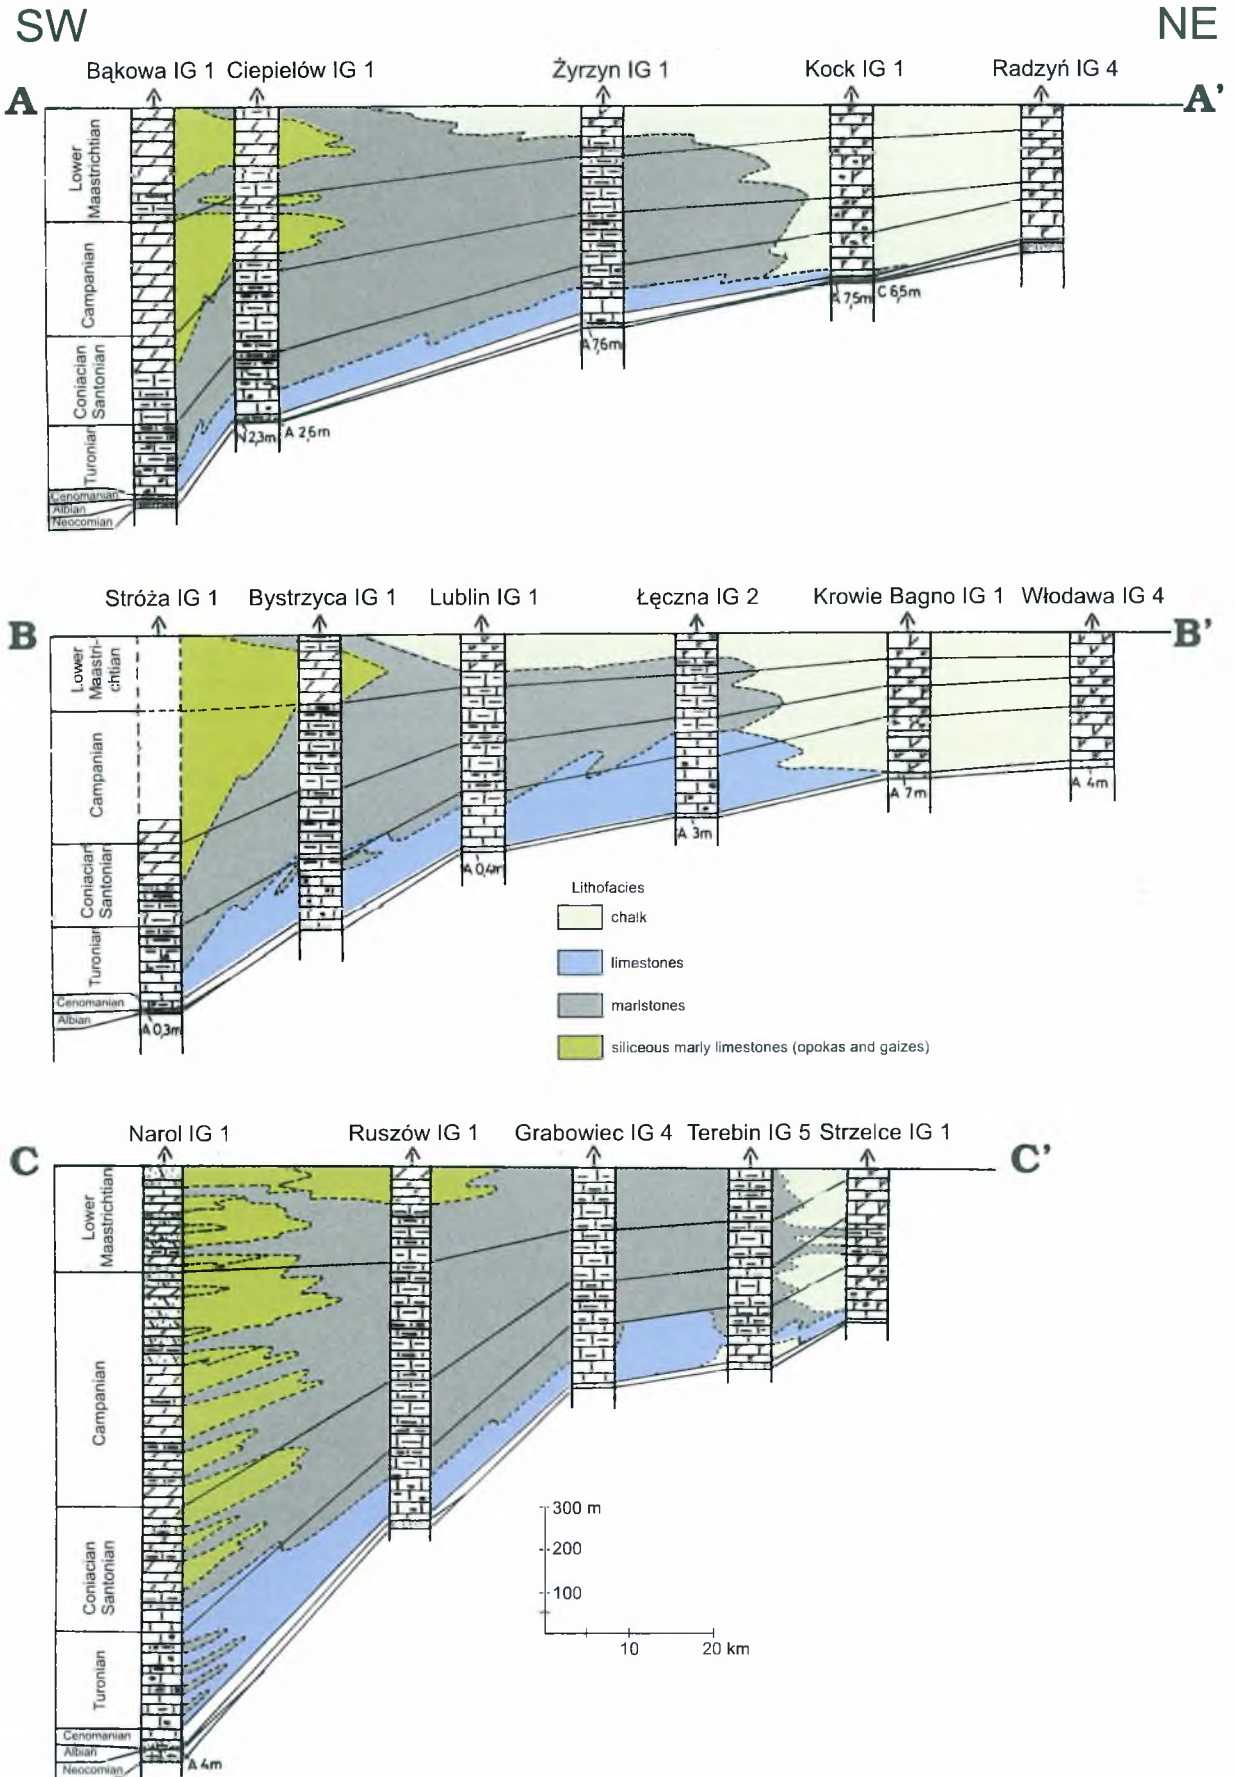 SW NE
Bąkowa IG 1 Ciepielów IG 1 Żyrzyn IG 1 Kock IG 1 Radzyń IG 4
A A'
Lower
Maastrichtian
Campanian
Coniacian
Santonian
Turonian
Cenomanian
Albian
Neocomian
N 2,3m A 2,6m A 7,6m A 7,5m C 6,5m
Stróża IG 1 Bystrzyca IG 1 Lublin IG 1 Łęczna IG 2 Krowie Bagno IG 1 Włodawa IG 4
B B'
Lower
Maastri-
chtian
Campanian
Coniacian
Santonian
Turonian
Cenomanian
Albian
A 0,3m A 0,4m A 3m A 7m A 4m
Lithofacies
chalk
limestones
marlstones
siliceous marly limestones (opokas and gaizes)
Narol IG 1 Ruszów IG 1 Grabowiec IG 4 Terebin IG 5 Strzelce IG 1
C C'
Lower
Maastrichtian
Campanian
Coniacian
Santonian
Turonian
Cenomanian
Albian
Neocomian
A 4m
300 m
200
100
10 20 km